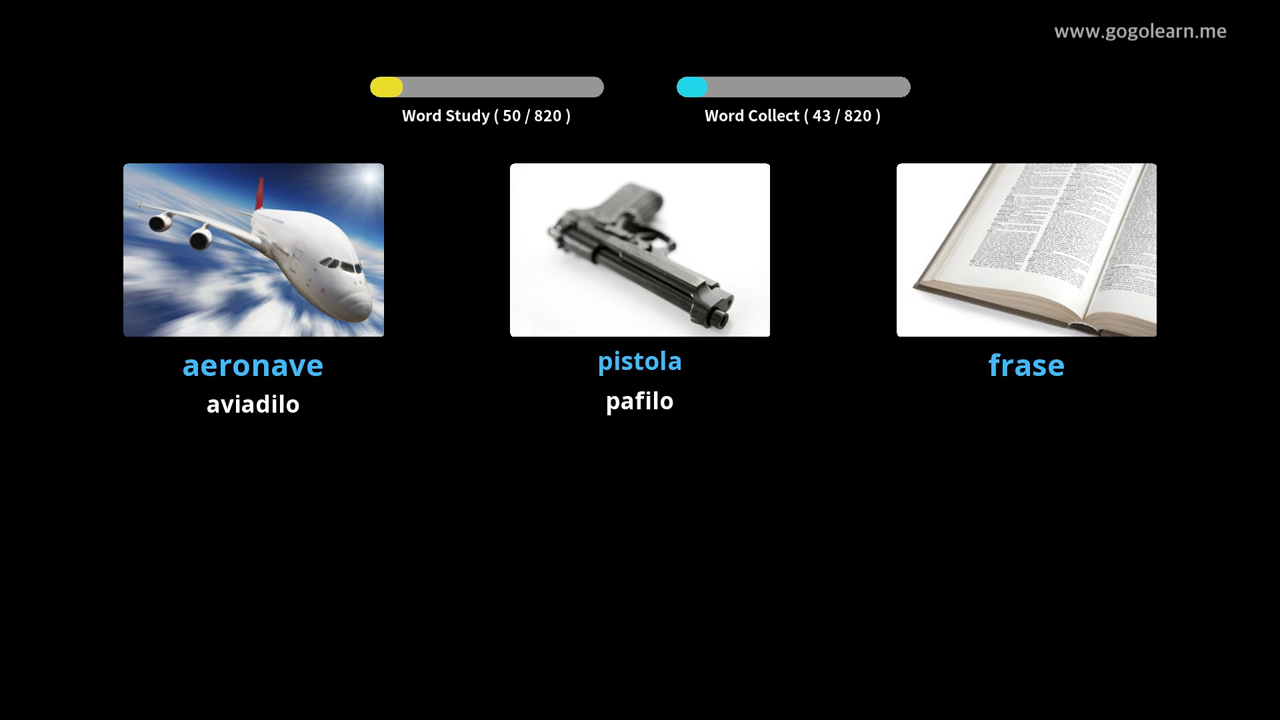 www.gogolearn.me
Word Study ( 50 / 820 )
Word Collect ( 43 / 820 )
aeronave
aviadilo
pistola
pafilo
frase